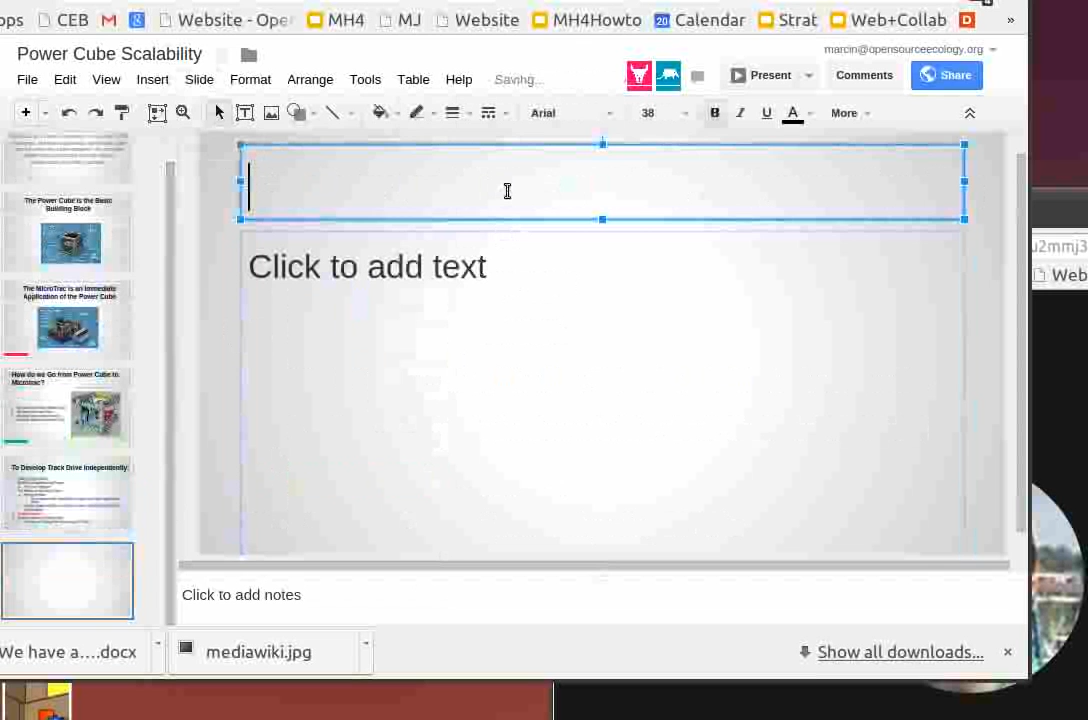 ops CEB Website - Ope MH4 MJ Website MH4Howto 20 Calendar Strat Web+Collab D »
Power Cube Scalability
marcin@opensourceecology.org
File Edit View Insert Slide Format Arrange Tools Table Help Saving...
Present Comments Share
Arial 38 B I U A More
The Power Cube is the Basic
Building Block
The MicroTrac is an Immediate
Application of the Power Cube
How do we Go from Power Cube to
Microtrac?
To Develop Track Drive Independently:
Click to add text
Click to add notes
We have a....docx mediawiki.jpg Show all downloads... ×
u2mmj3
Web